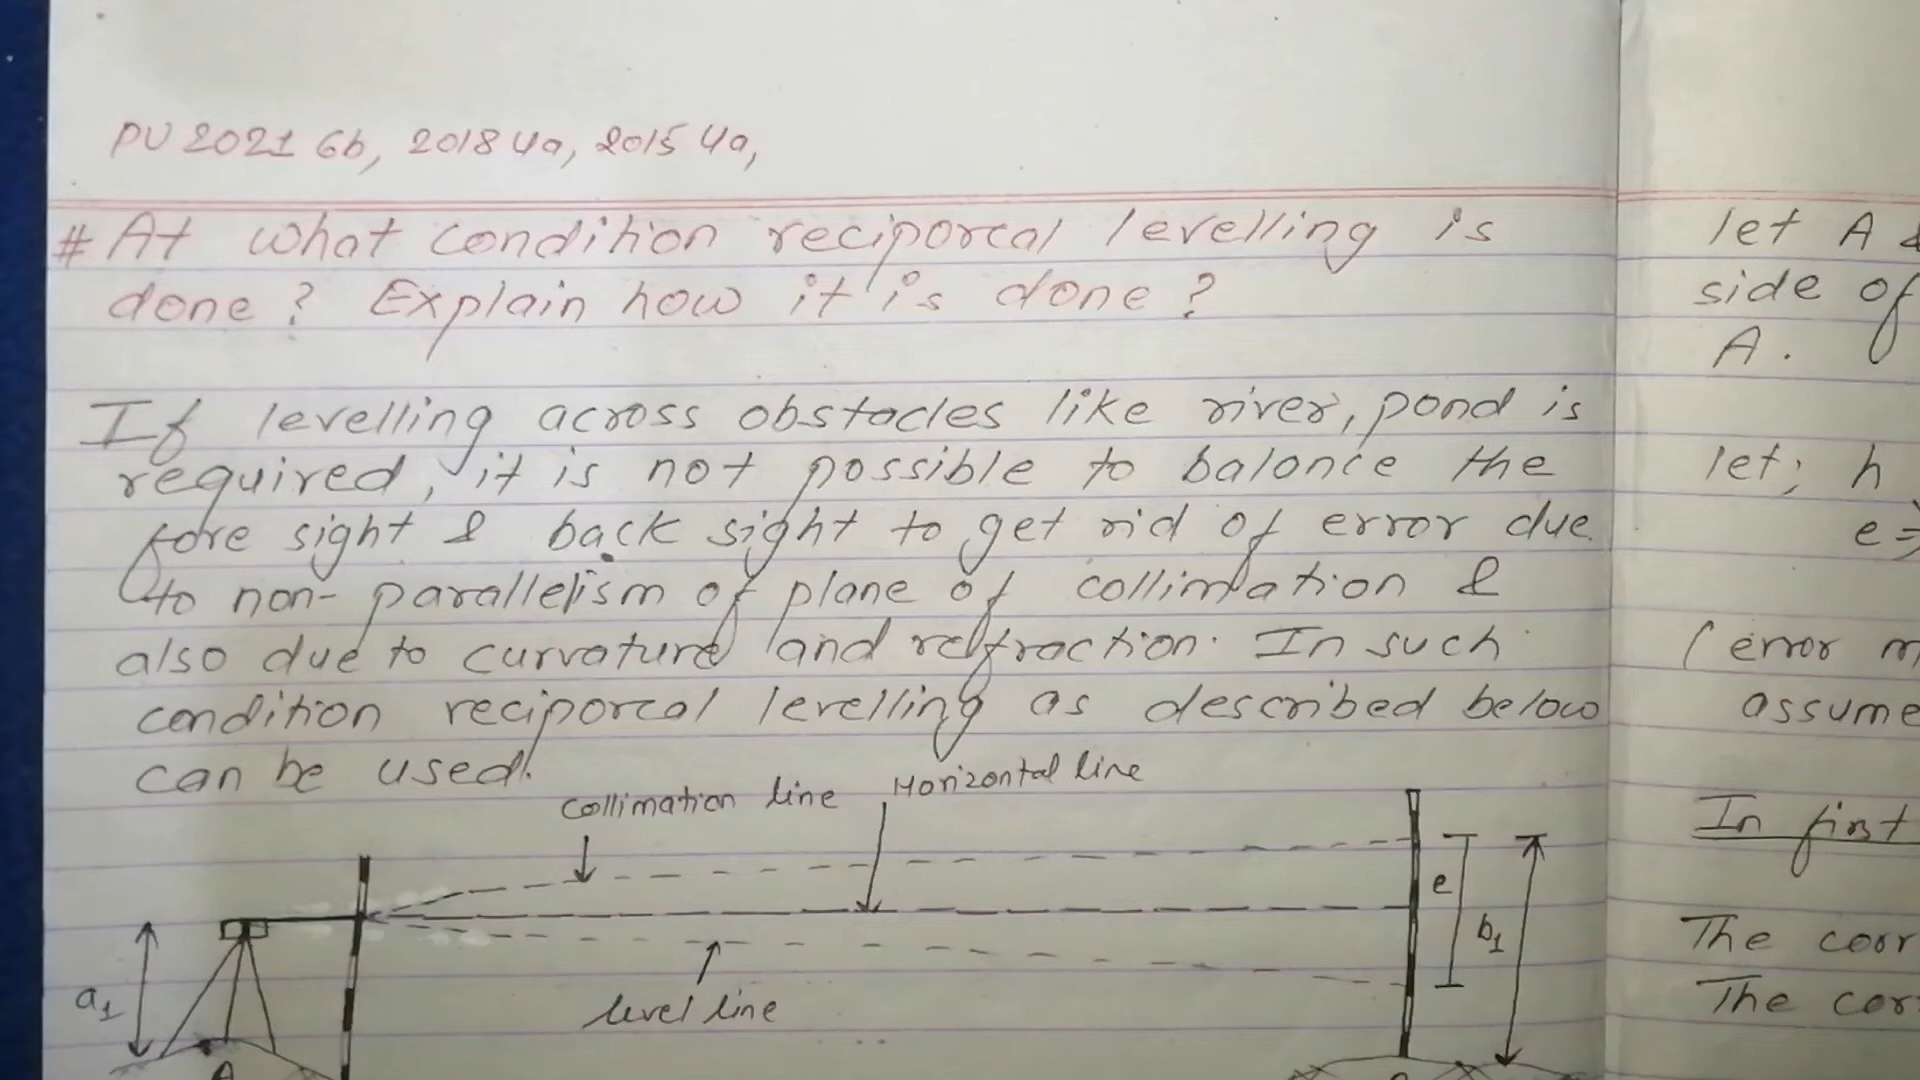 PU 2021 6b, 2018 4a, 2015 4a,
# At what condition reciporcal levelling is
done? Explain how it is done?
If levelling across obstacles like river, pond is
required, it is not possible to balance the
fore sight & back sight to get rid of error due
to non-parallelism of plane of collimation &
also due to curvature and refraction. In such
condition reciporcal levelling as described below
can be used.
Collimation line
Horizontal line
level line
a1
A
e
b1
let A &
side of
A.
let; h
e⇒
(error m
assume
In first
The corr
The cor